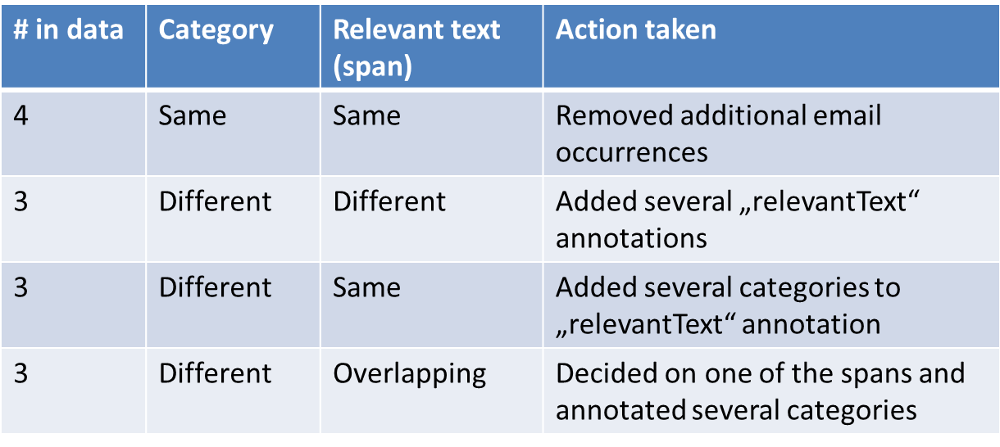 # in data Category Relevant text Action taken
(span)
4 Same Same Removed additional email
occurrences
3 Different Different Added several „relevantText“
annotations
3 Different Same Added several categories to
„relevantText“ annotation
3 Different Overlapping Decided on one of the spans and
annotated several categories